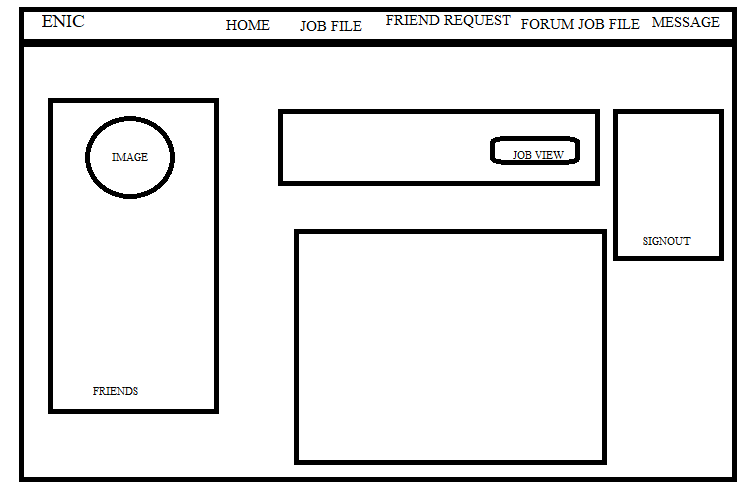 ENIC
HOME
JOB FILE
FRIEND REQUEST
FORUM JOB FILE
MESSAGE
IMAGE
JOB VIEW
SIGNOUT
FRIENDS